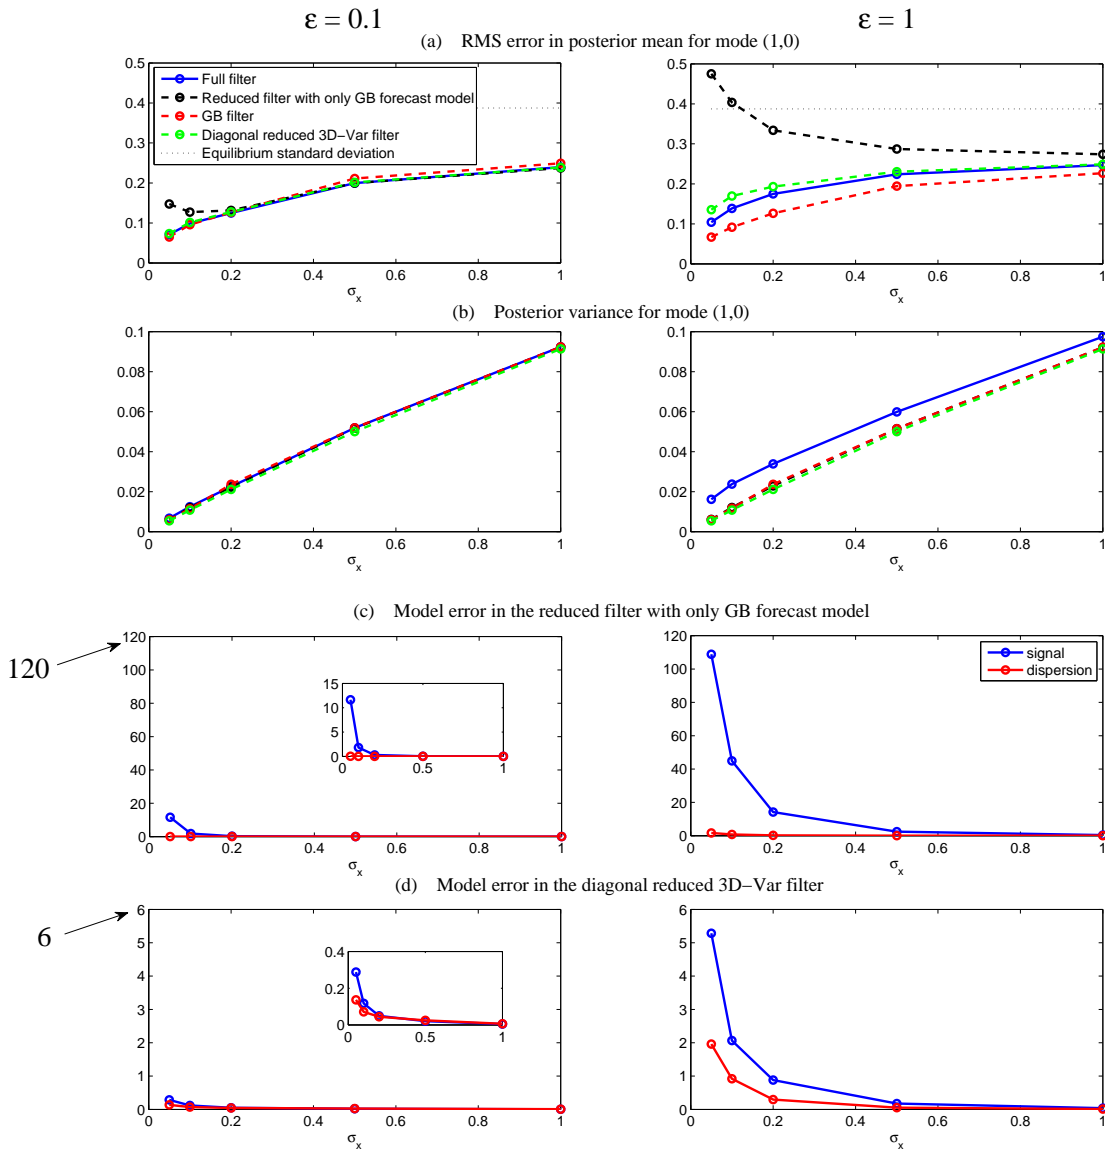 ε = 0.1
ε = 1
(a) RMS error in posterior mean for mode (1,0)
0.5
0.4
0.3
0.2
0.1
0
Full filter
Reduced filter with only GB forecast model
GB filter
Diagonal reduced 3D−Var filter
Equilibrium standard deviation
0 0.2 0.4 0.6 0.8 1
σx
0.5
0.4
0.3
0.2
0.1
0
0 0.2 0.4 0.6 0.8 1
σx
(b) Posterior variance for mode (1,0)
0.1
0.08
0.06
0.04
0.02
0
0 0.2 0.4 0.6 0.8 1
σx
0.1
0.08
0.06
0.04
0.02
0
0 0.2 0.4 0.6 0.8 1
σx
(c) Model error in the reduced filter with only GB forecast model
120
120
100
80
60
40
20
0
15
10
5
0
0 0.5 1
0 0.2 0.4 0.6 0.8 1
σx
120
100
80
60
40
20
0
signal
dispersion
0 0.2 0.4 0.6 0.8 1
σx
(d) Model error in the diagonal reduced 3D−Var filter
6
6
5
4
3
2
1
0
0.4
0.2
0
0 0.5 1
0 0.2 0.4 0.6 0.8 1
σx
6
5
4
3
2
1
0
0 0.2 0.4 0.6 0.8 1
σx